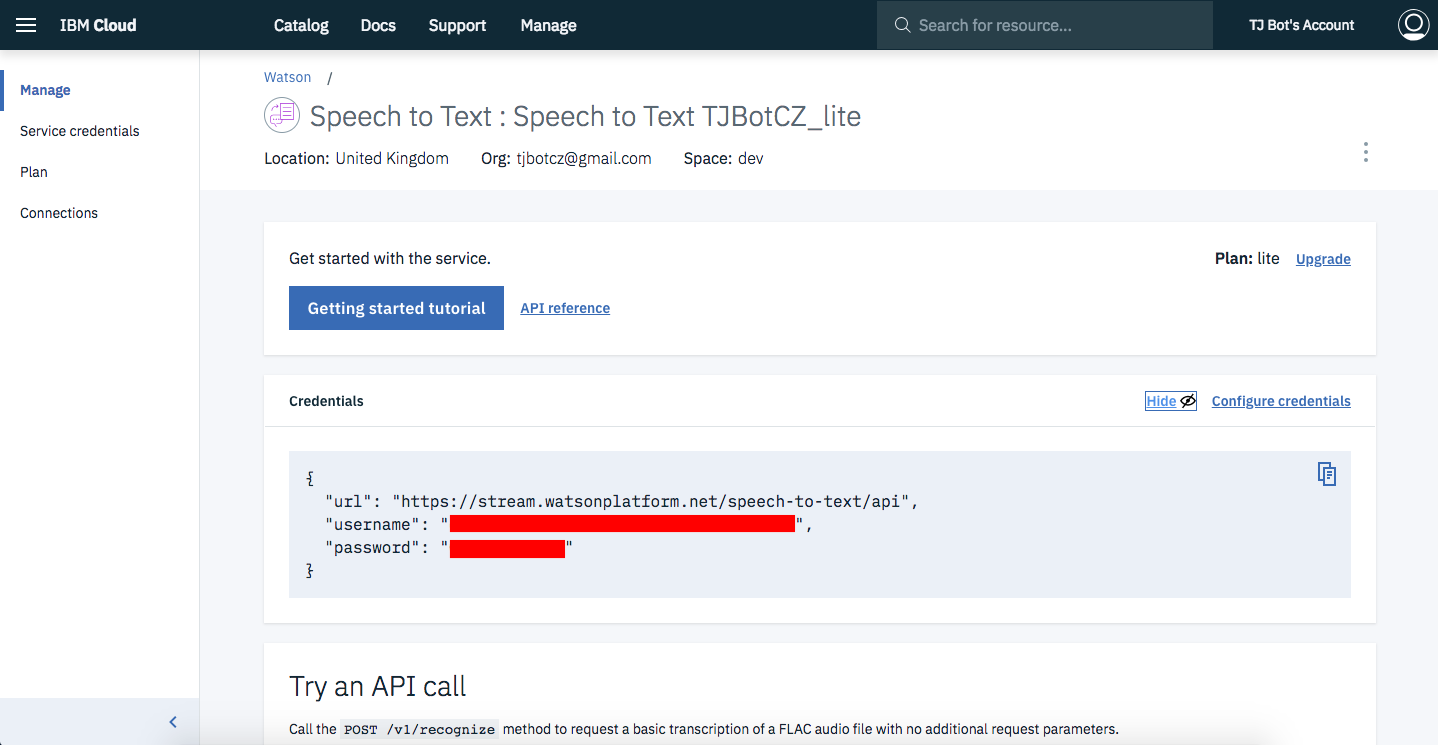 IBM Cloud Catalog Docs Support Manage Search for resource... TJ Bot's Account
Manage
Service credentials
Plan
Connections
Watson /
Speech to Text : Speech to Text TJBotCZ_lite
Location: United Kingdom Org: tjbotcz@gmail.com Space: dev
Get started with the service.
Plan: lite Upgrade
Getting started tutorial API reference
Credentials Hide Configure credentials
{
"url": "https://stream.watsonplatform.net/speech-to-text/api",
"username": "",
"password": ""
}
Try an API call
Call the POST /v1/recognize method to request a basic transcription of a FLAC audio file with no additional request parameters.